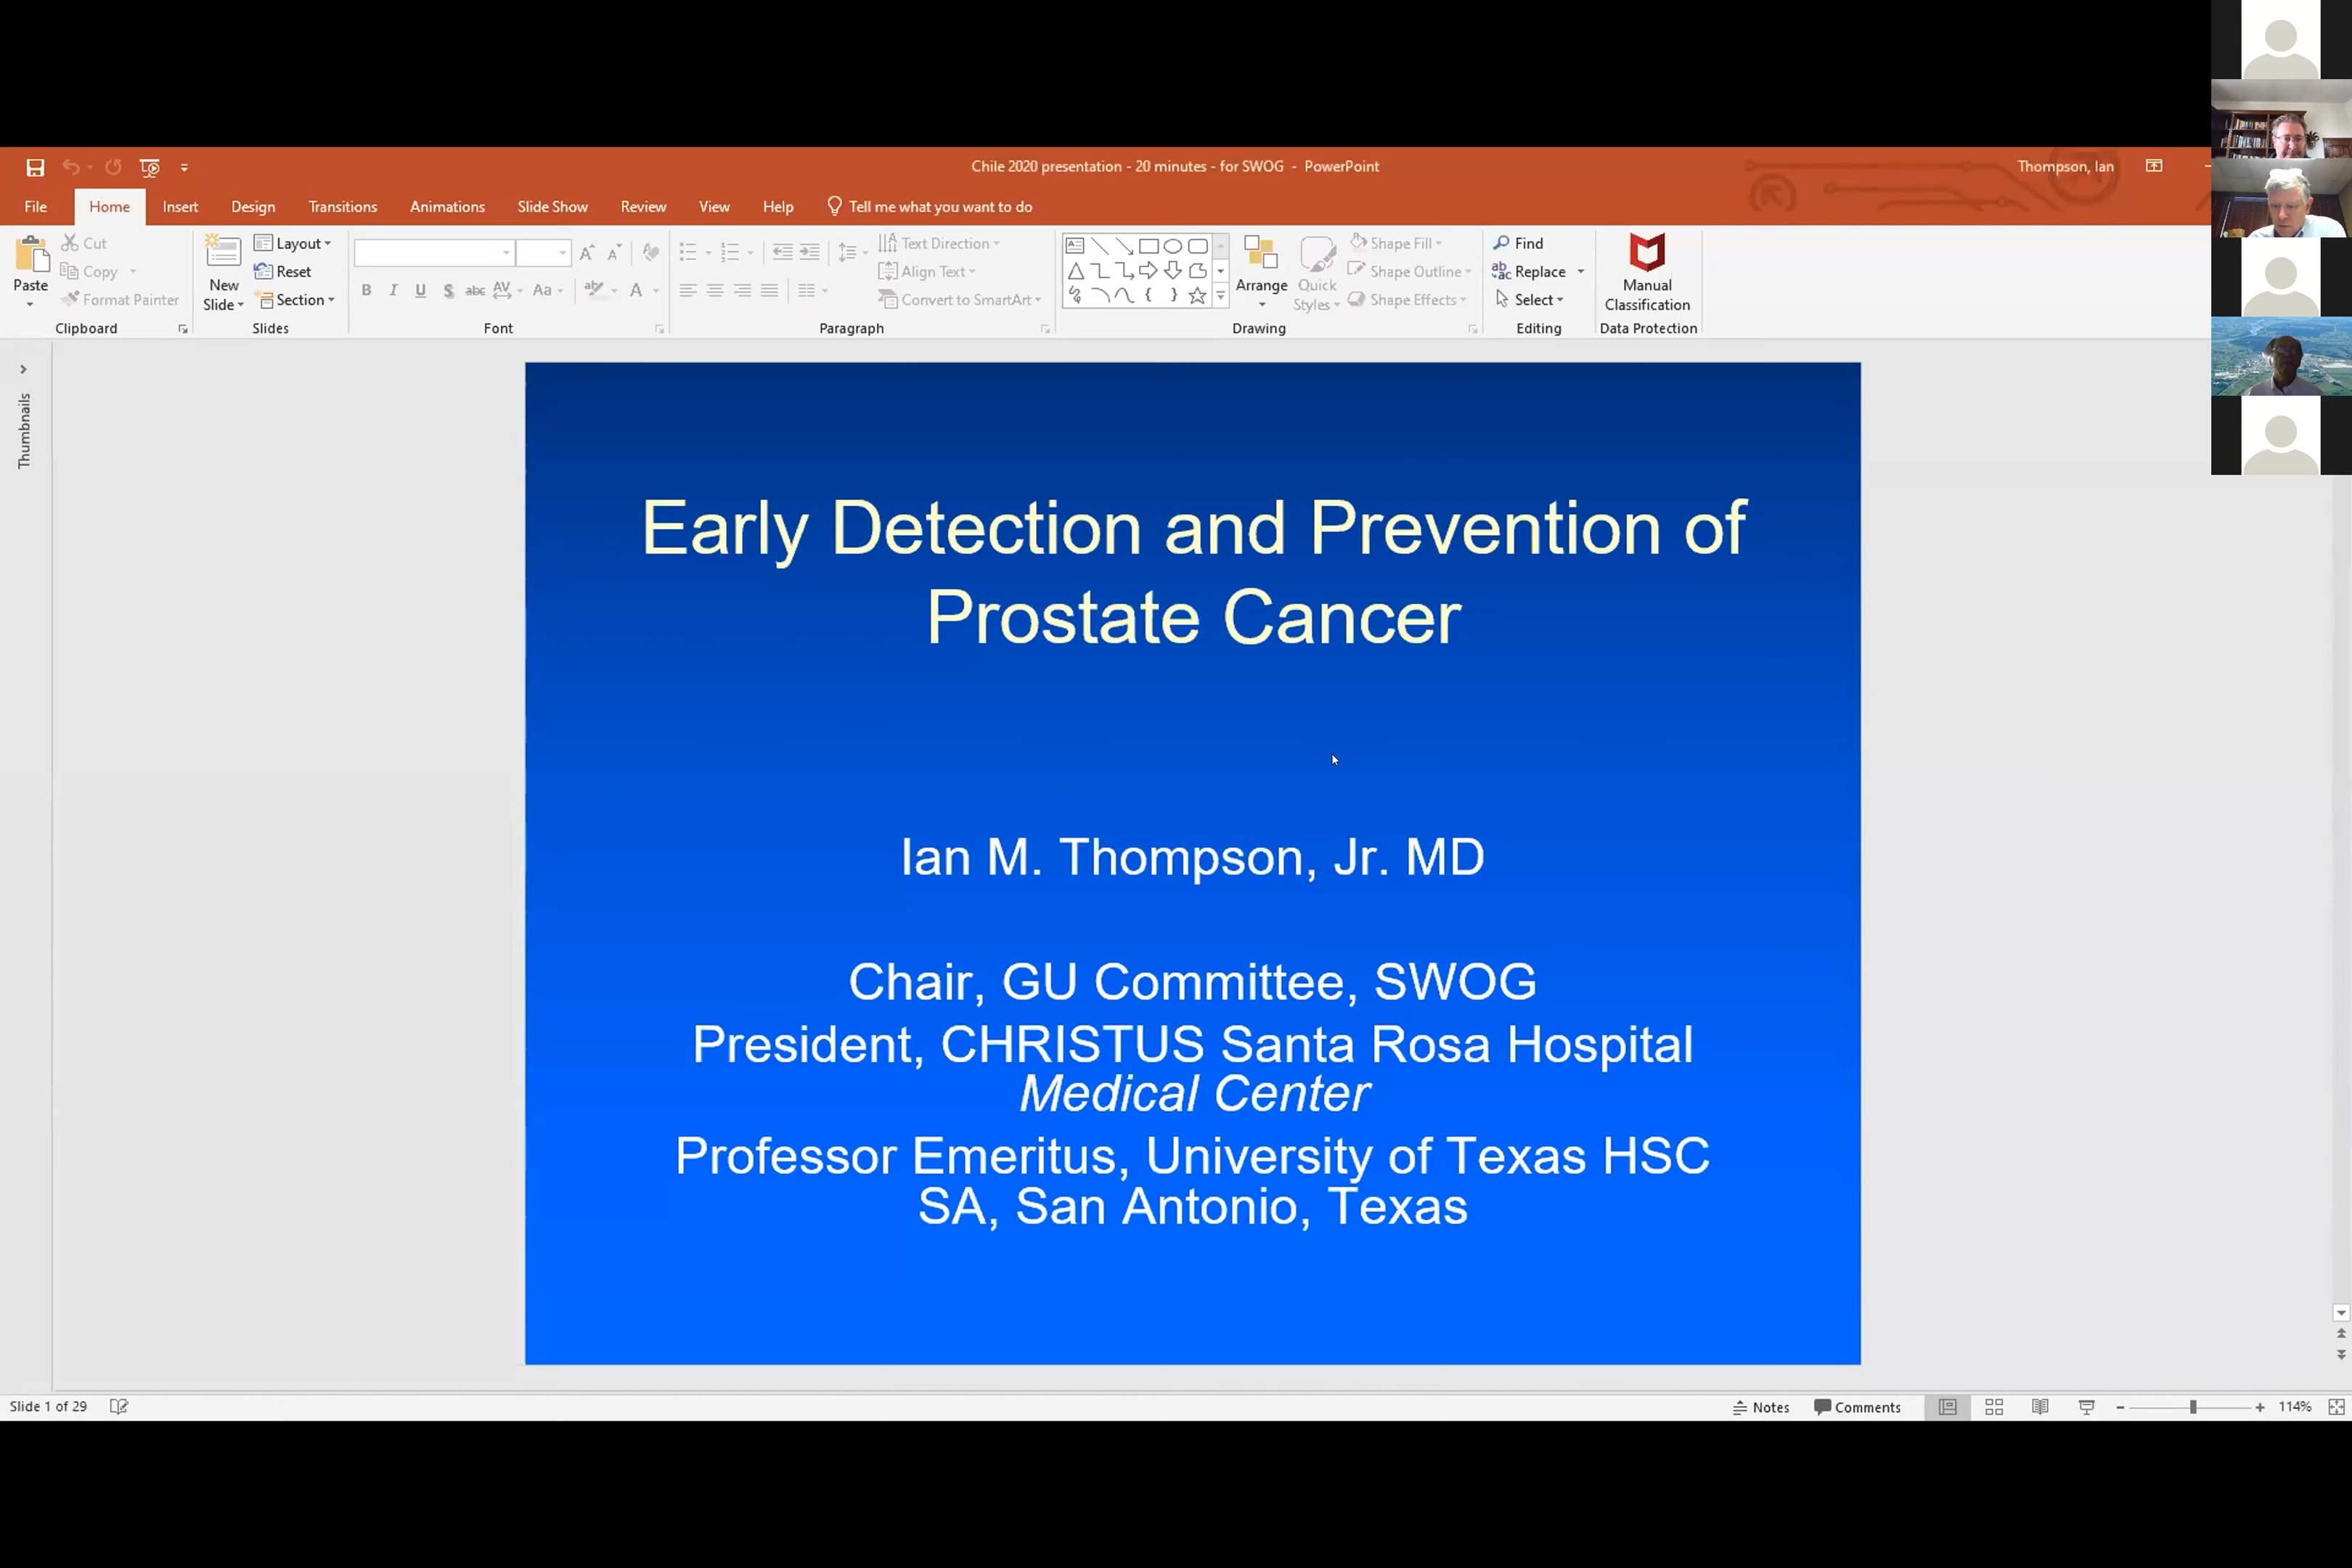 Chile 2020 presentation - 20 minutes - for SWOG - PowerPoint
Thompson, Ian
File Home Insert Design Transitions Animations Slide Show Review View Help Tell me what you want to do
Paste
Cut
Copy
Format Painter
Clipboard
New
Slide
Layout
Reset
Section
Slides
B I U S abc AV Aa A
Font
Text Direction
Align Text
Convert to SmartArt
Paragraph
Arrange
Quick
Styles
Shape Fill
Shape Outline
Shape Effects
Drawing
Find
Replace
Select
Editing
Manual
Classification
Data Protection
Thumbnails
Early Detection and Prevention of
Prostate Cancer
Ian M. Thompson, Jr. MD
Chair, GU Committee, SWOG
President, CHRISTUS Santa Rosa Hospital
Medical Center
Professor Emeritus, University of Texas HSC
SA, San Antonio, Texas
Slide 1 of 29
Notes Comments 114%